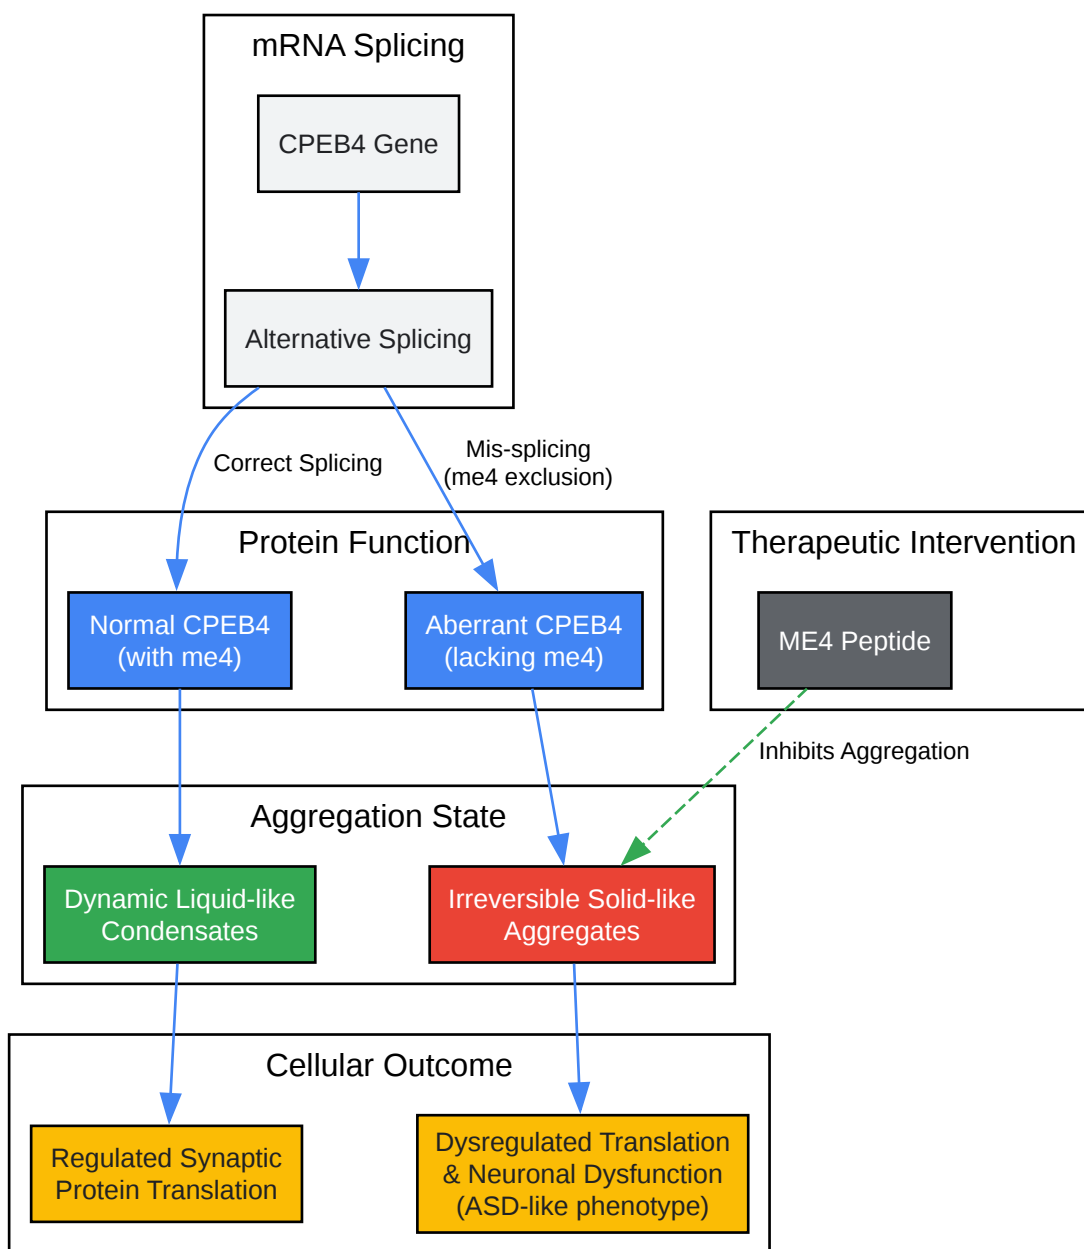 mRNA Splicing
CPEB4 Gene
Alternative Splicing
Correct Splicing
Mis-splicing
(me4 exclusion)
Protein Function
Normal CPEB4
(with me4)
Aberrant CPEB4
(lacking me4)
Therapeutic Intervention
ME4 Peptide
Inhibits Aggregation
Aggregation State
Dynamic Liquid-like
Condensates
Irreversible Solid-like
Aggregates
Cellular Outcome
Regulated Synaptic
Protein Translation
Dysregulated Translation
& Neuronal Dysfunction
(ASD-like phenotype)